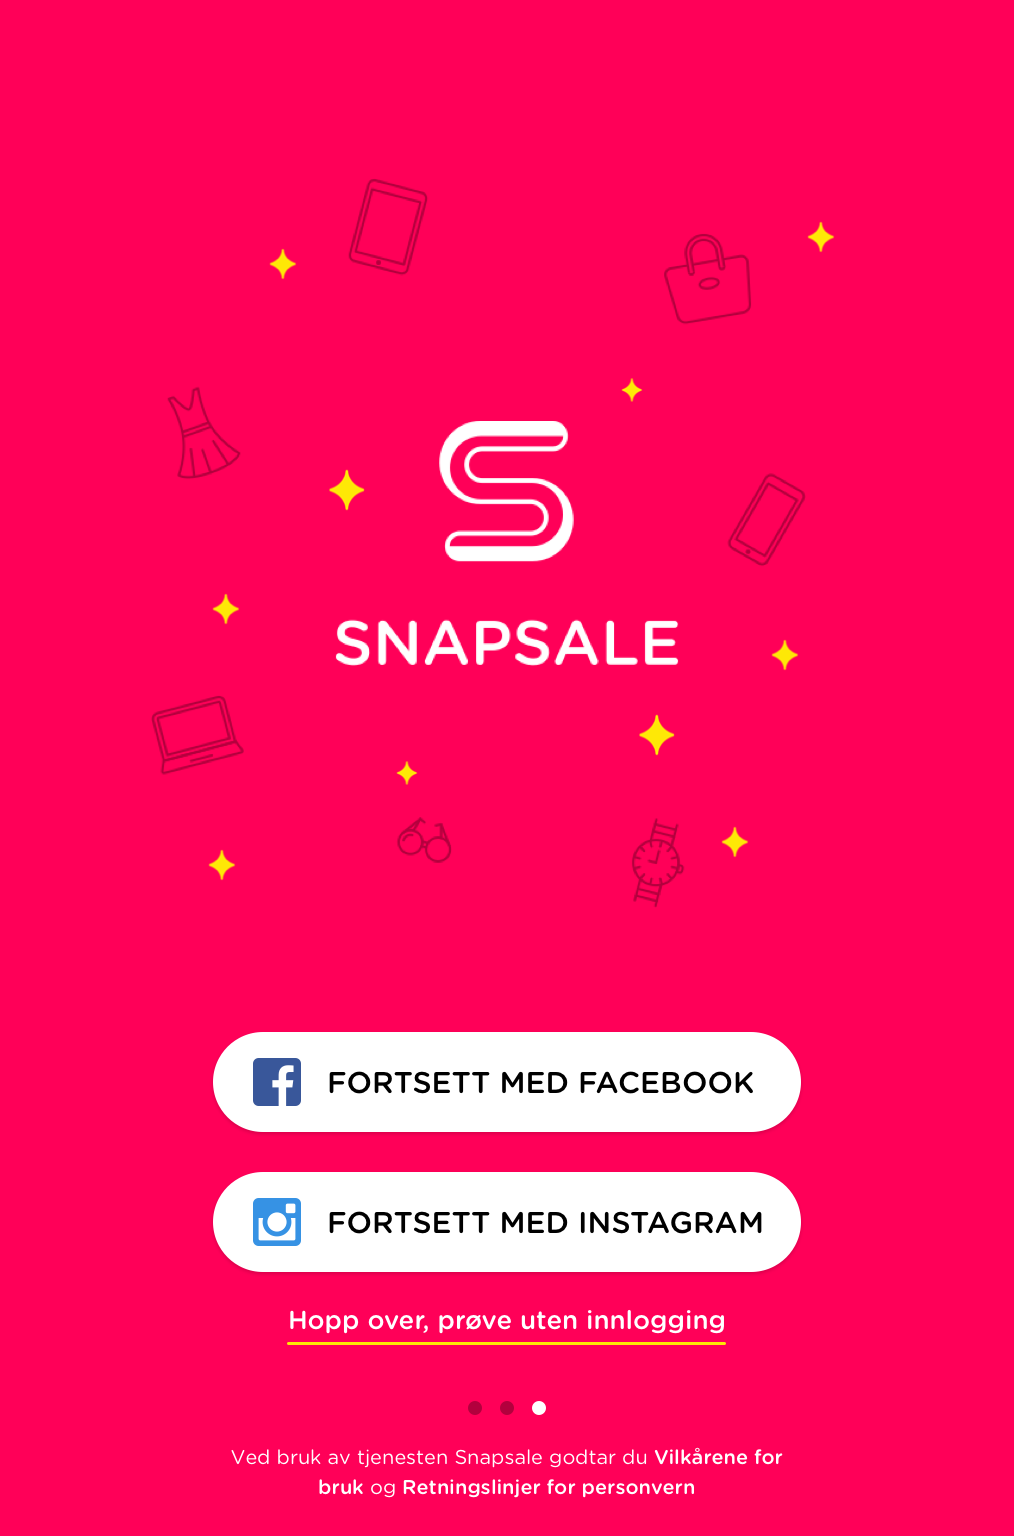 SNAPSALE
FORTSETT MED FACEBOOK
FORTSETT MED INSTAGRAM
Hopp over, prøve uten innlogging
Ved bruk av tjenesten Snapsale godtar du Vilkårene for
bruk og Retningslinjer for personvern